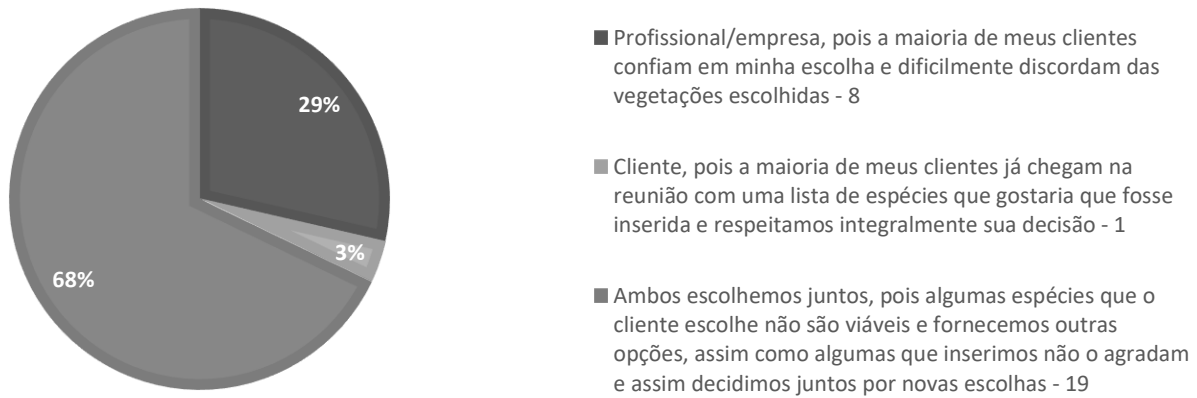 29%
3%
68%
Profissional/empresa, pois a maioria de meus clientes
confiam em minha escolha e dificilmente discordam das
vegetações escolhidas - 8
Cliente, pois a maioria de meus clientes já chegam na
reunião com uma lista de espécies que gostaria que fosse
inserida e respeitamos integralmente sua decisão - 1
Ambos escolhemos juntos, pois algumas espécies que o
cliente escolhe não são viáveis e fornecemos outras
opções, assim como algumas que inserimos não o agradam
e assim decidimos juntos por novas escolhas - 19